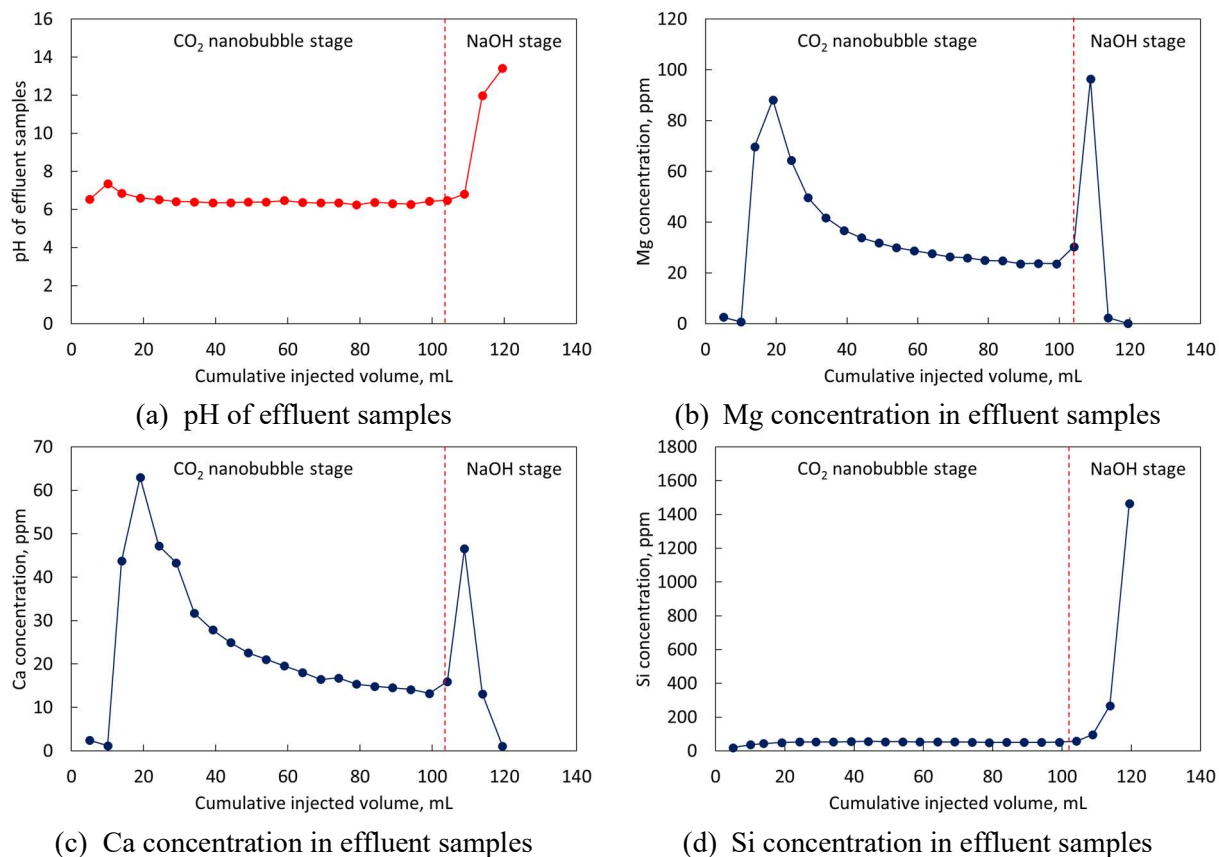 16
14
12
10
8
6
4
2
0
pH of effluent samples
CO₂ nanobubble stage
NaOH stage
0 20 40 60 80 100 120 140
Cumulative injected volume, mL
(a) pH of effluent samples
120
100
80
60
40
20
0
Mg concentration, ppm
CO₂ nanobubble stage
NaOH stage
0 20 40 60 80 100 120 140
Cumulative injected volume, mL
(b) Mg concentration in effluent samples
70
60
50
40
30
20
10
0
Ca concentration, ppm
CO₂ nanobubble stage
NaOH stage
0 20 40 60 80 100 120 140
Cumulative injected volume, mL
(c) Ca concentration in effluent samples
1800
1600
1400
1200
1000
800
600
400
200
0
Si concentration, ppm
CO₂ nanobubble stage
NaOH stage
0 20 40 60 80 100 120 140
Cumulative injected volume, mL
(d) Si concentration in effluent samples